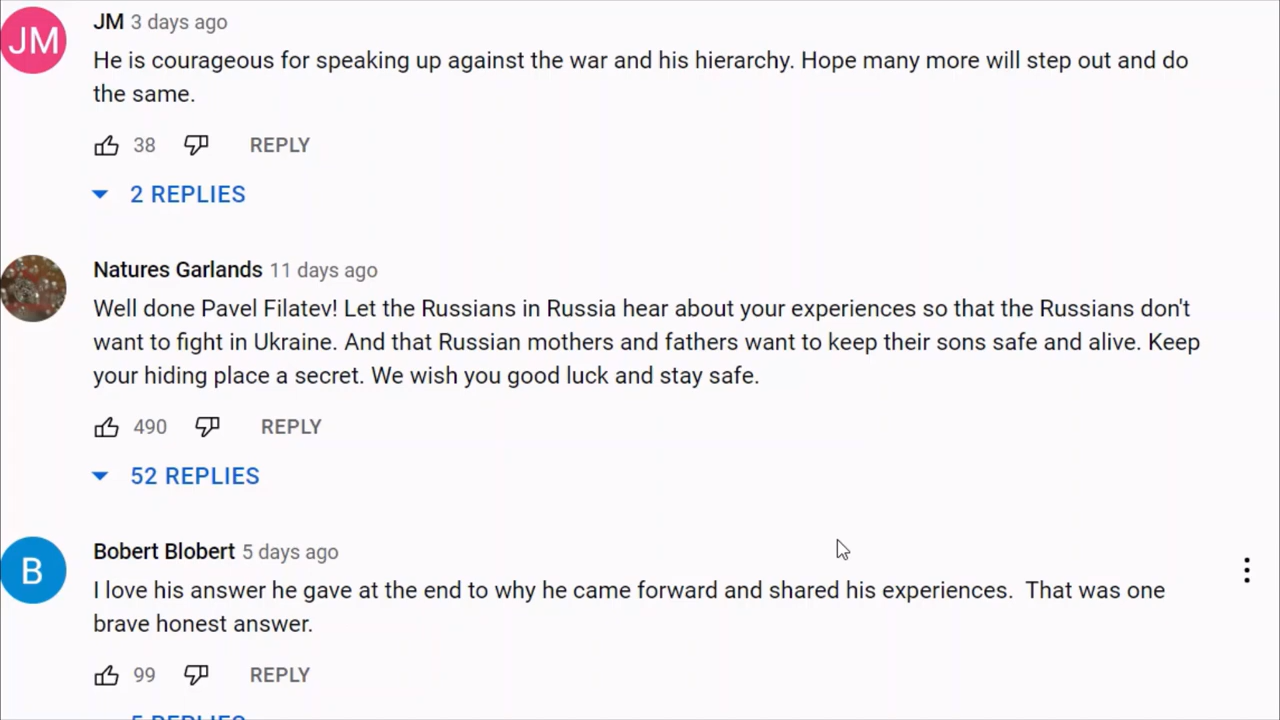 JM
JM 3 days ago
He is courageous for speaking up against the war and his hierarchy. Hope many more will step out and do
the same.
38 REPLY
2 REPLIES
Natures Garlands 11 days ago
Well done Pavel Filatev! Let the Russians in Russia hear about your experiences so that the Russians don't
want to fight in Ukraine. And that Russian mothers and fathers want to keep their sons safe and alive. Keep
your hiding place a secret. We wish you good luck and stay safe.
490 REPLY
52 REPLIES
B
Bobert Blobert 5 days ago
I love his answer he gave at the end to why he came forward and shared his experiences.  That was one
brave honest answer.
99 REPLY
5 REPLIES